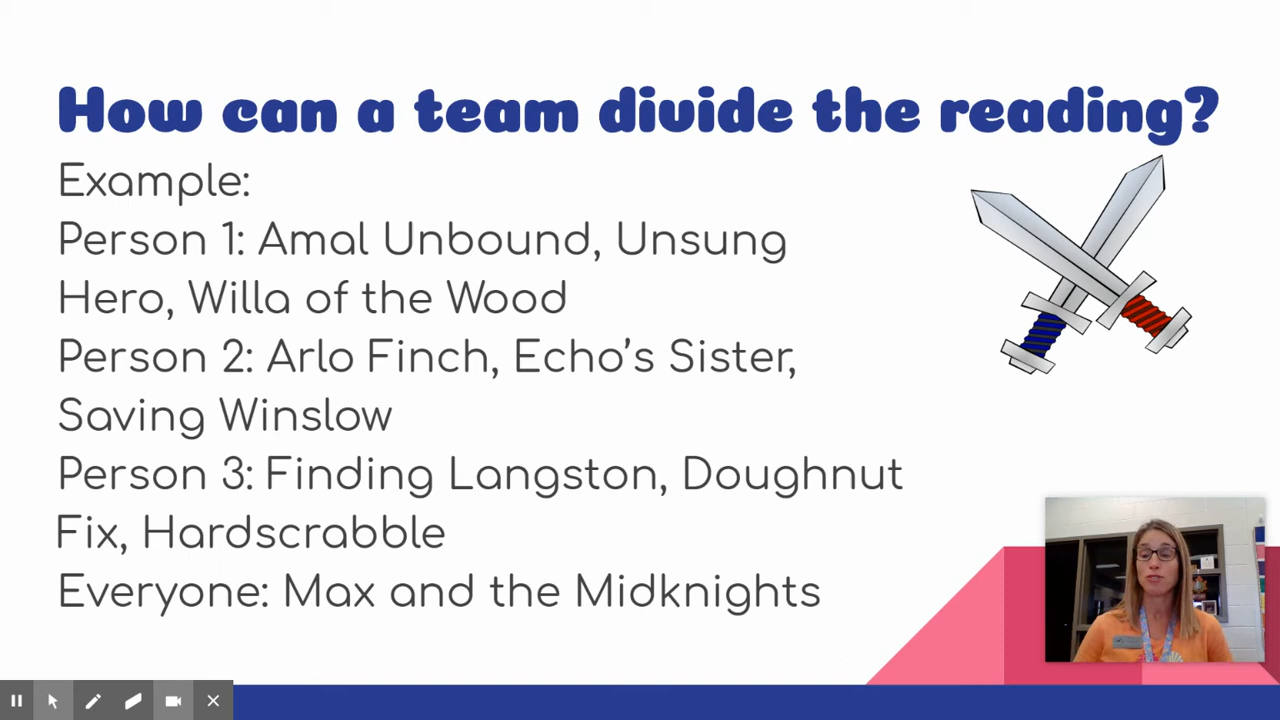 How can a team divide the reading?
Example:
Person 1: Amal Unbound, Unsung
Hero, Willa of the Wood
Person 2: Arlo Finch, Echo’s Sister,
Saving Winslow
Person 3: Finding Langston, Doughnut
Fix, Hardscrabble
Everyone: Max and the Midknights